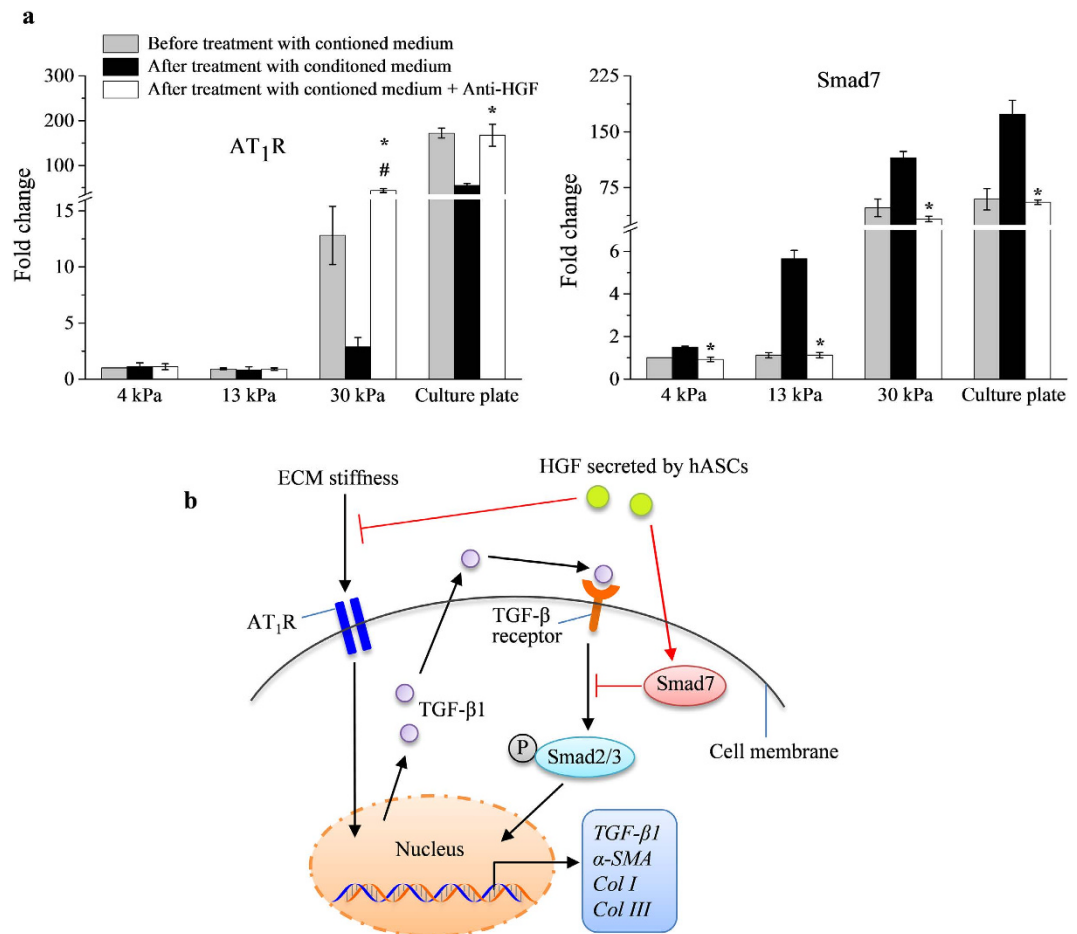 a
Before treatment with contioned medium
After treatment with conditoned medium
After treatment with contioned medium + Anti-HGF
300
200
100
15
10
5
0
Fold change
AT1R
*
#
*
4 kPa
13 kPa
30 kPa
Culture plate
Smad7
225
150
75
6
4
2
0
Fold change
*
*
*
*
4 kPa
13 kPa
30 kPa
Culture plate
b
ECM stiffness
HGF secreted by hASCs
AT1R
TGF-β
receptor
Smad7
TGF-β1
Cell membrane
P
Smad2/3
Nucleus
TGF-β1
α-SMA
Col I
Col III